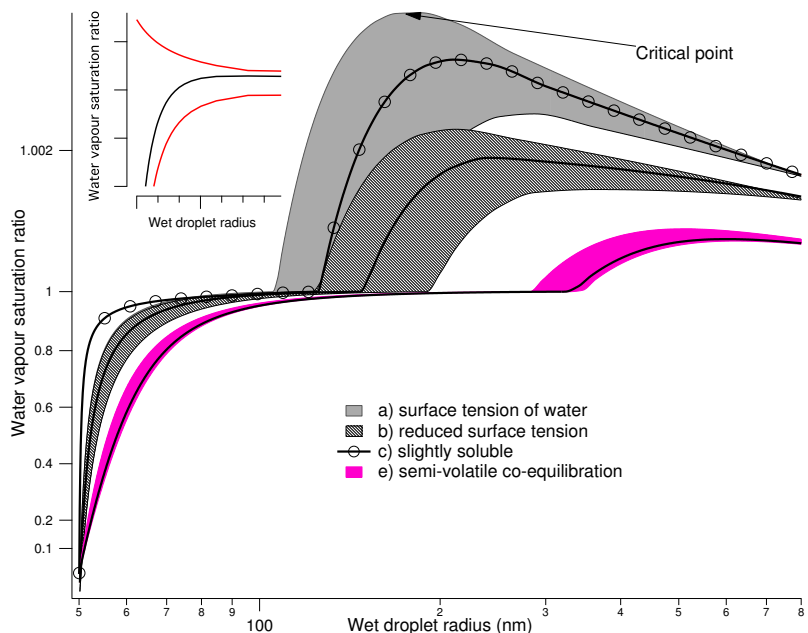 Water vapour saturation ratio
Wet droplet radius
Critical point
Water vapour saturation ratio
1.002
1
0.8
0.6
0.4
0.2
0.1
a) surface tension of water
b) reduced surface tension
c) slightly soluble
e) semi-volatile co-equilibration
5 6 7 8 9 100 2 3 4 5 6 7 8
Wet droplet radius (nm)